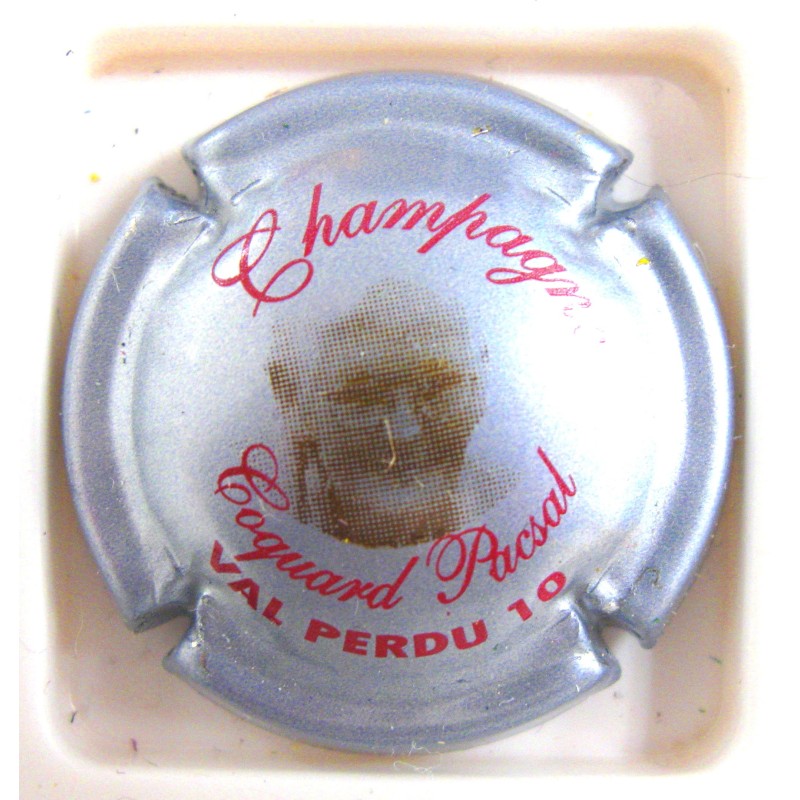 Champagne
Coquard Pacsal
VAL PERDU 10